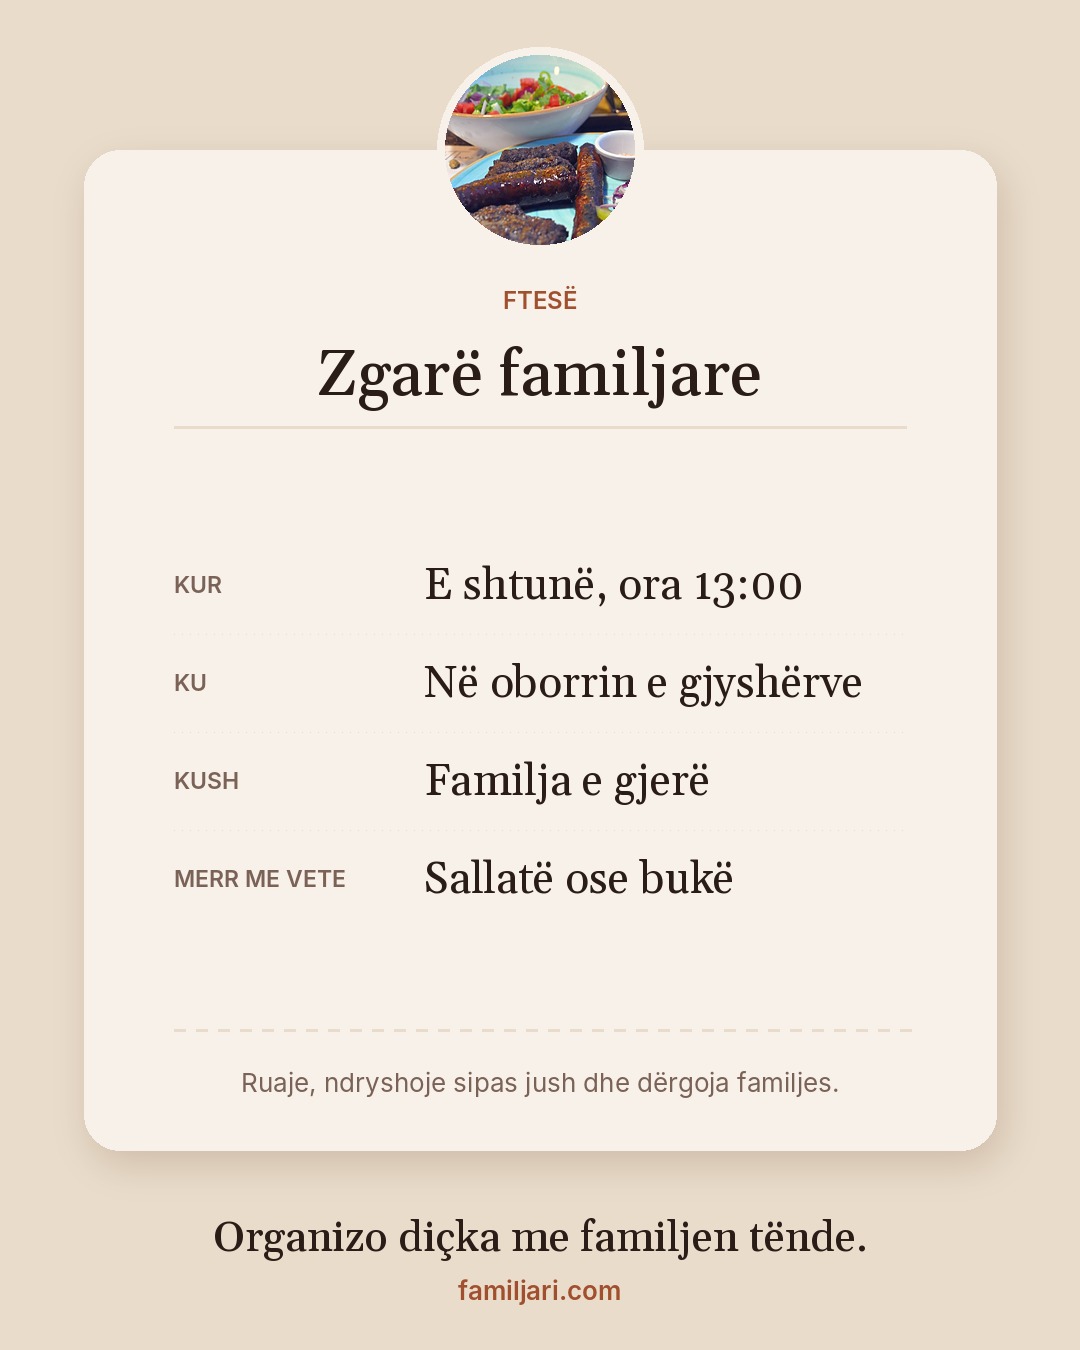 FTESË
Zgarë familjare
KUR E shtunë, ora 13:00
KU Në oborrin e gjyshërve
KUSH Familja e gjerë
MERR ME VETE Sallatë ose bukë
Ruaje, ndryshoje sipas jush dhe dërgoja familjes.
Organizo diçka me familjen tënde.
familjari.com